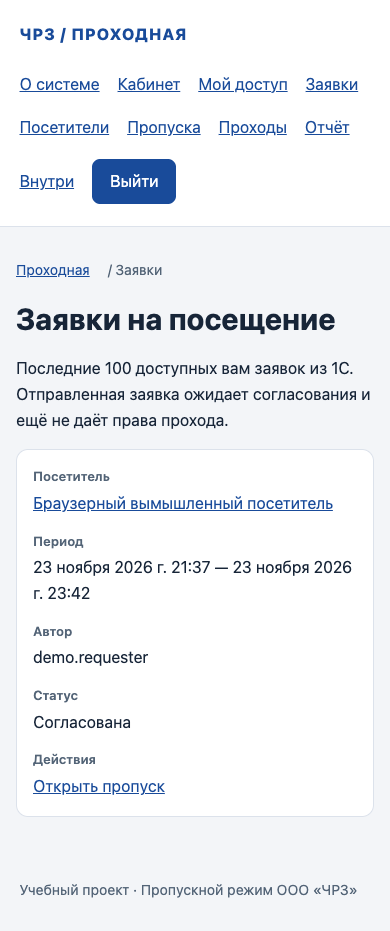 ЧРЗ / ПРОХОДНАЯ
О системе Кабинет Мой доступ Заявки
Посетители Пропуска Проходы Отчёт
Внутри Выйти
Проходная / Заявки
Заявки на посещение
Последние 100 доступных вам заявок из 1С.
Отправленная заявка ожидает согласования и
ещё не даёт права прохода.
Посетитель
Браузерный вымышленный посетитель
Период
23 ноября 2026 г. 21:37 — 23 ноября 2026
г. 23:42
Автор
demo.requester
Статус
Согласована
Действия
Открыть пропуск
Учебный проект · Пропускной режим ООО «ЧРЗ»